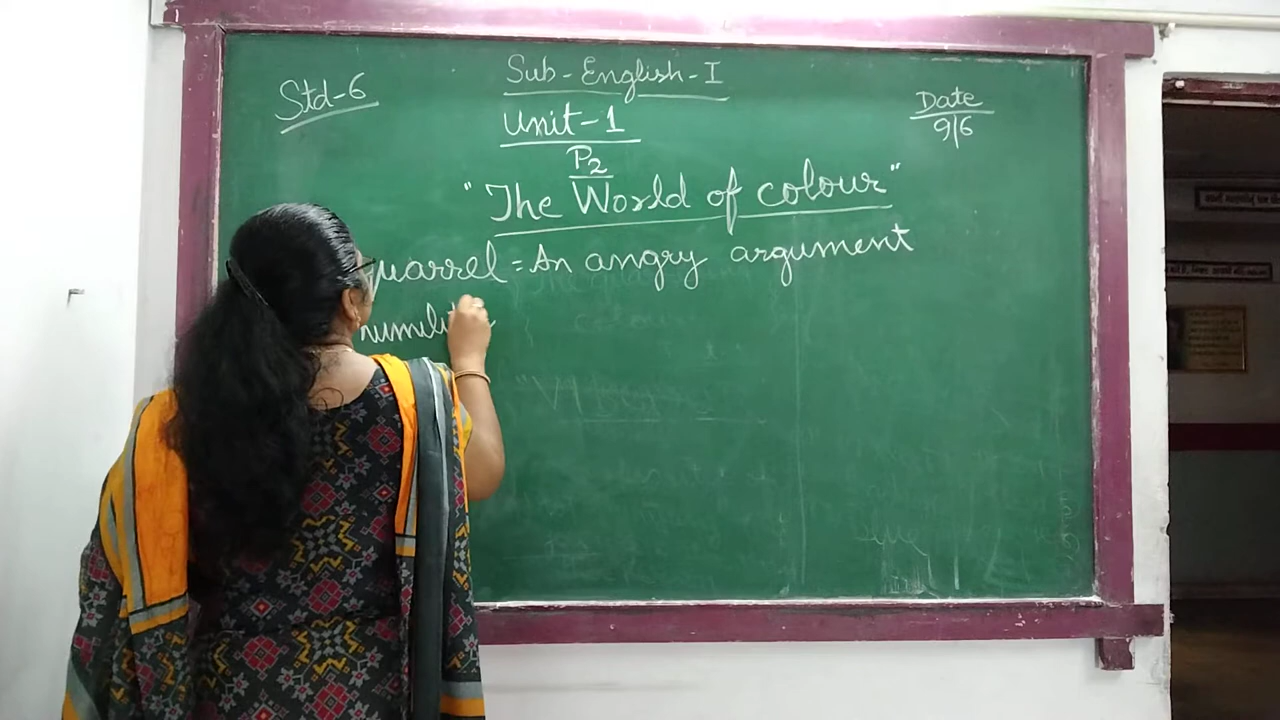 Std-6
Sub-English-I
Date
9/6
Unit-1
P2
"The World of colour"
quarrel = An angry argument